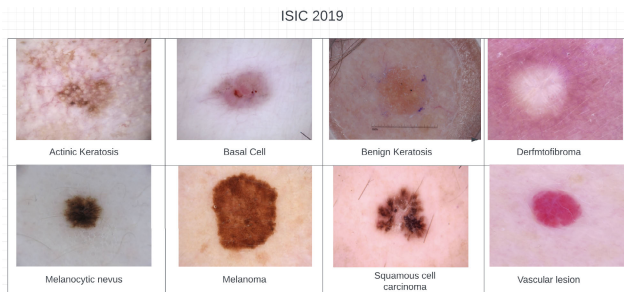 ISIC 2019
Actinic Keratosis
Basal Cell
Benign Keratosis
Derfmtofibroma
Melanocytic nevus
Melanoma
Squamous cell
carcinoma
Vascular lesion